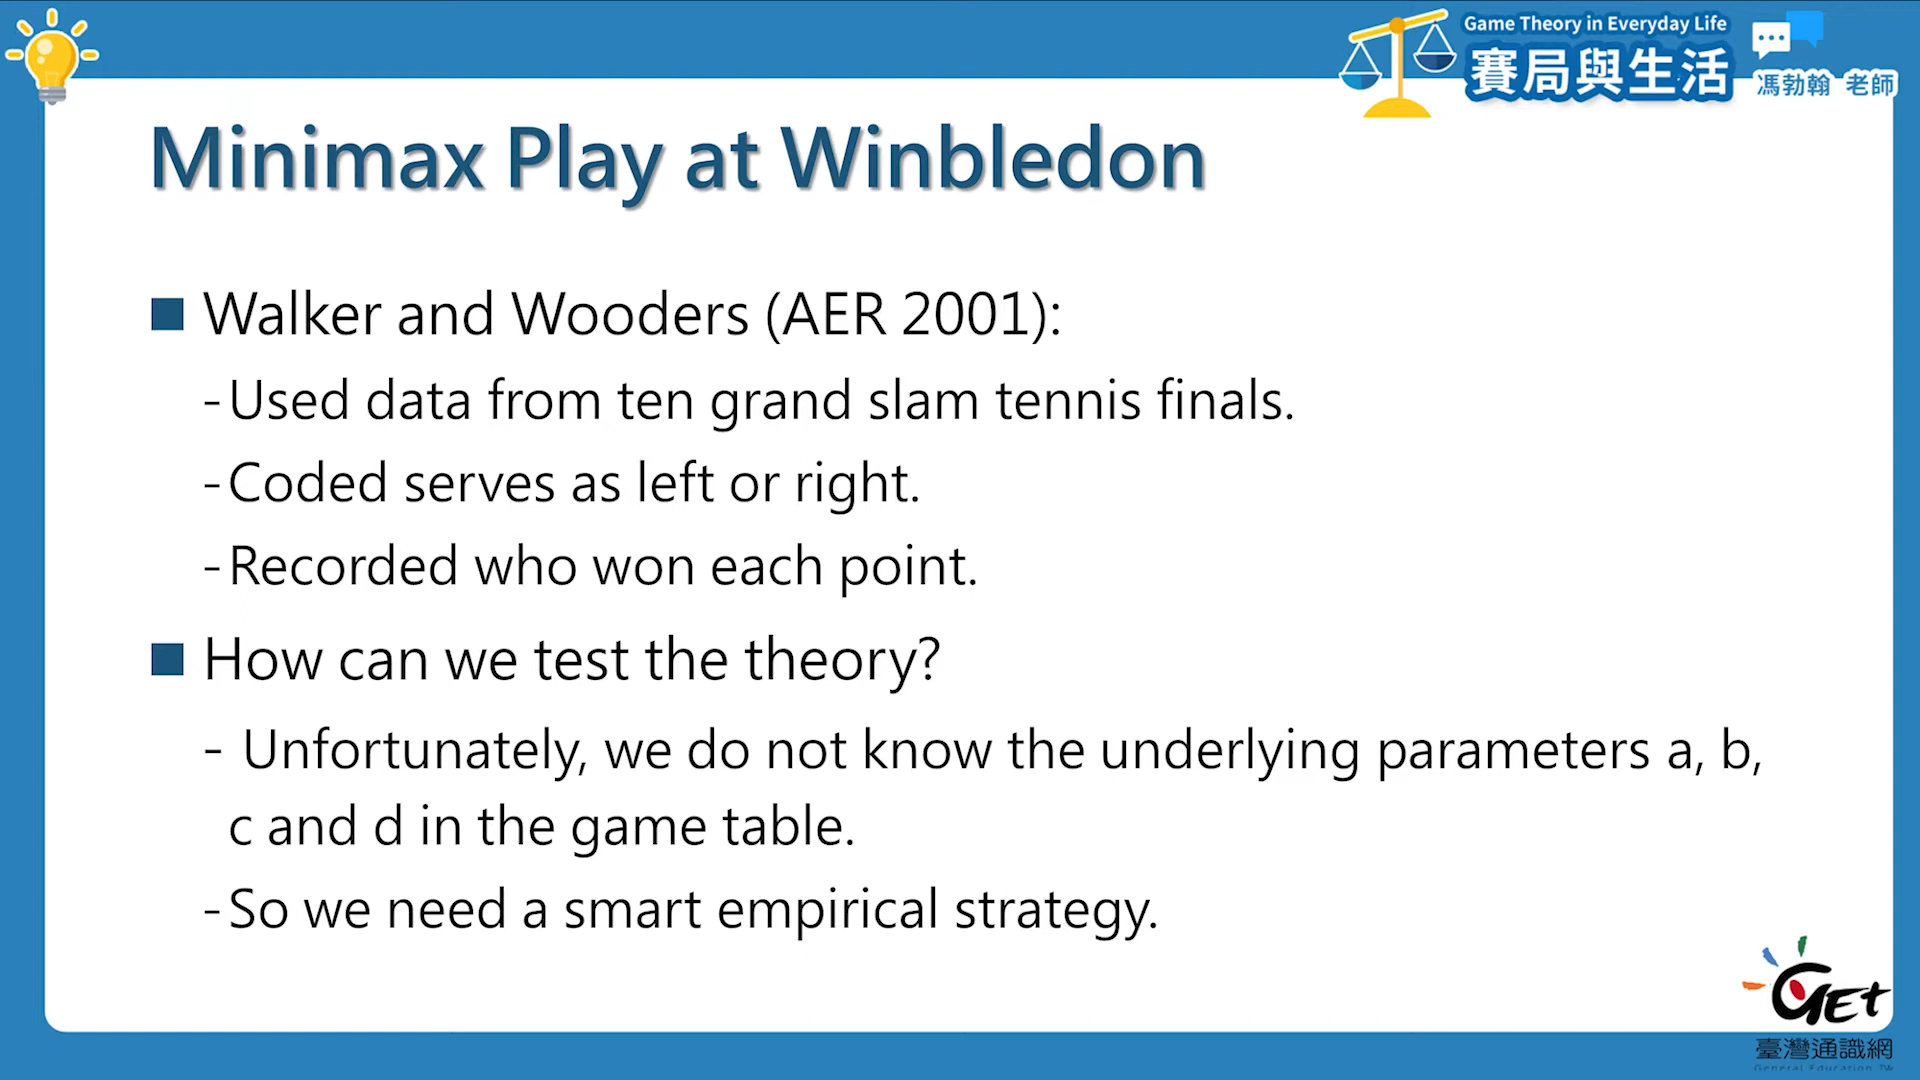 Game Theory in Everyday Life
賽局與生活
馮勃翰 老師
Minimax Play at Winbledon
Walker and Wooders (AER 2001):
-Used data from ten grand slam tennis finals.
-Coded serves as left or right.
-Recorded who won each point.
How can we test the theory?
- Unfortunately, we do not know the underlying parameters a, b,
c and d in the game table.
-So we need a smart empirical strategy.
GET
臺灣通識網
General Education TW